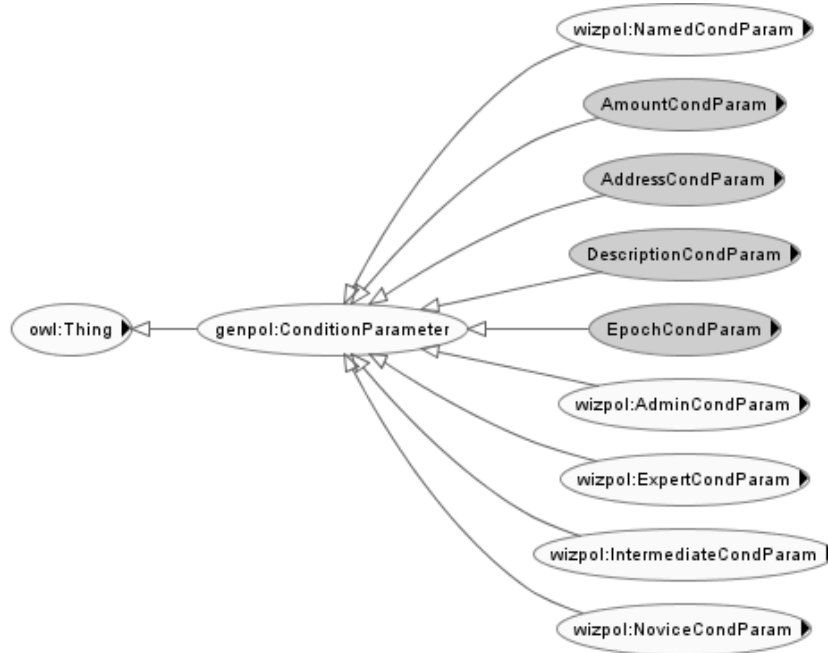 wizpol:NamedCondParam
AmountCondParam
AddressCondParam
DescriptionCondParam
owl:Thing
genpol:ConditionParameter
EpochCondParam
wizpol:AdminCondParam
wizpol:ExpertCondParam
wizpol:IntermediateCondParam
wizpol:NoviceCondParam